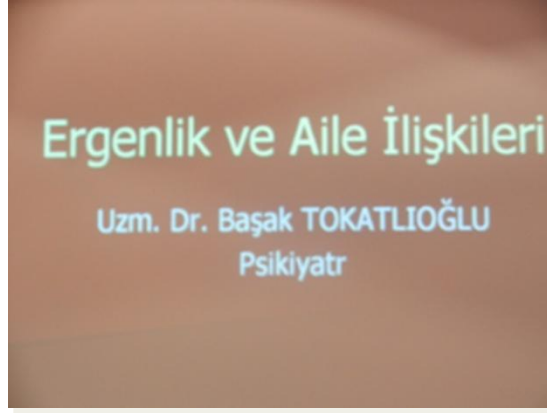 Ergenlik ve Aile İlişkileri
Uzm. Dr. Başak TOKATLIOĞLU
Psikiyatr